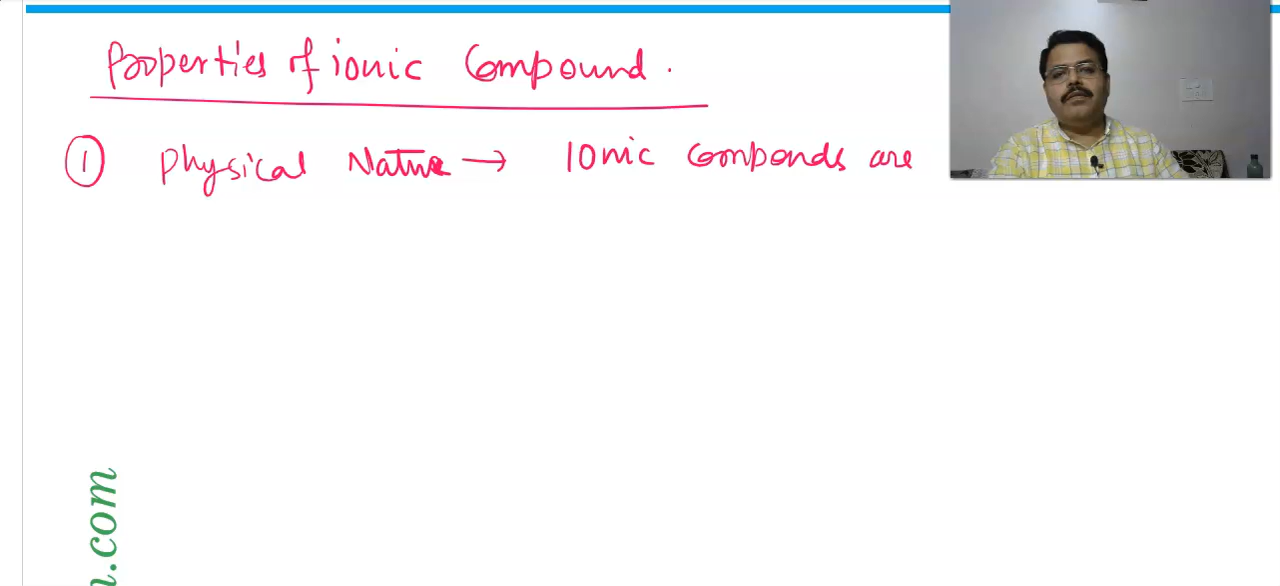 Properties of ionic Compound.
① Physical Nature → Ionic componds are
n.com